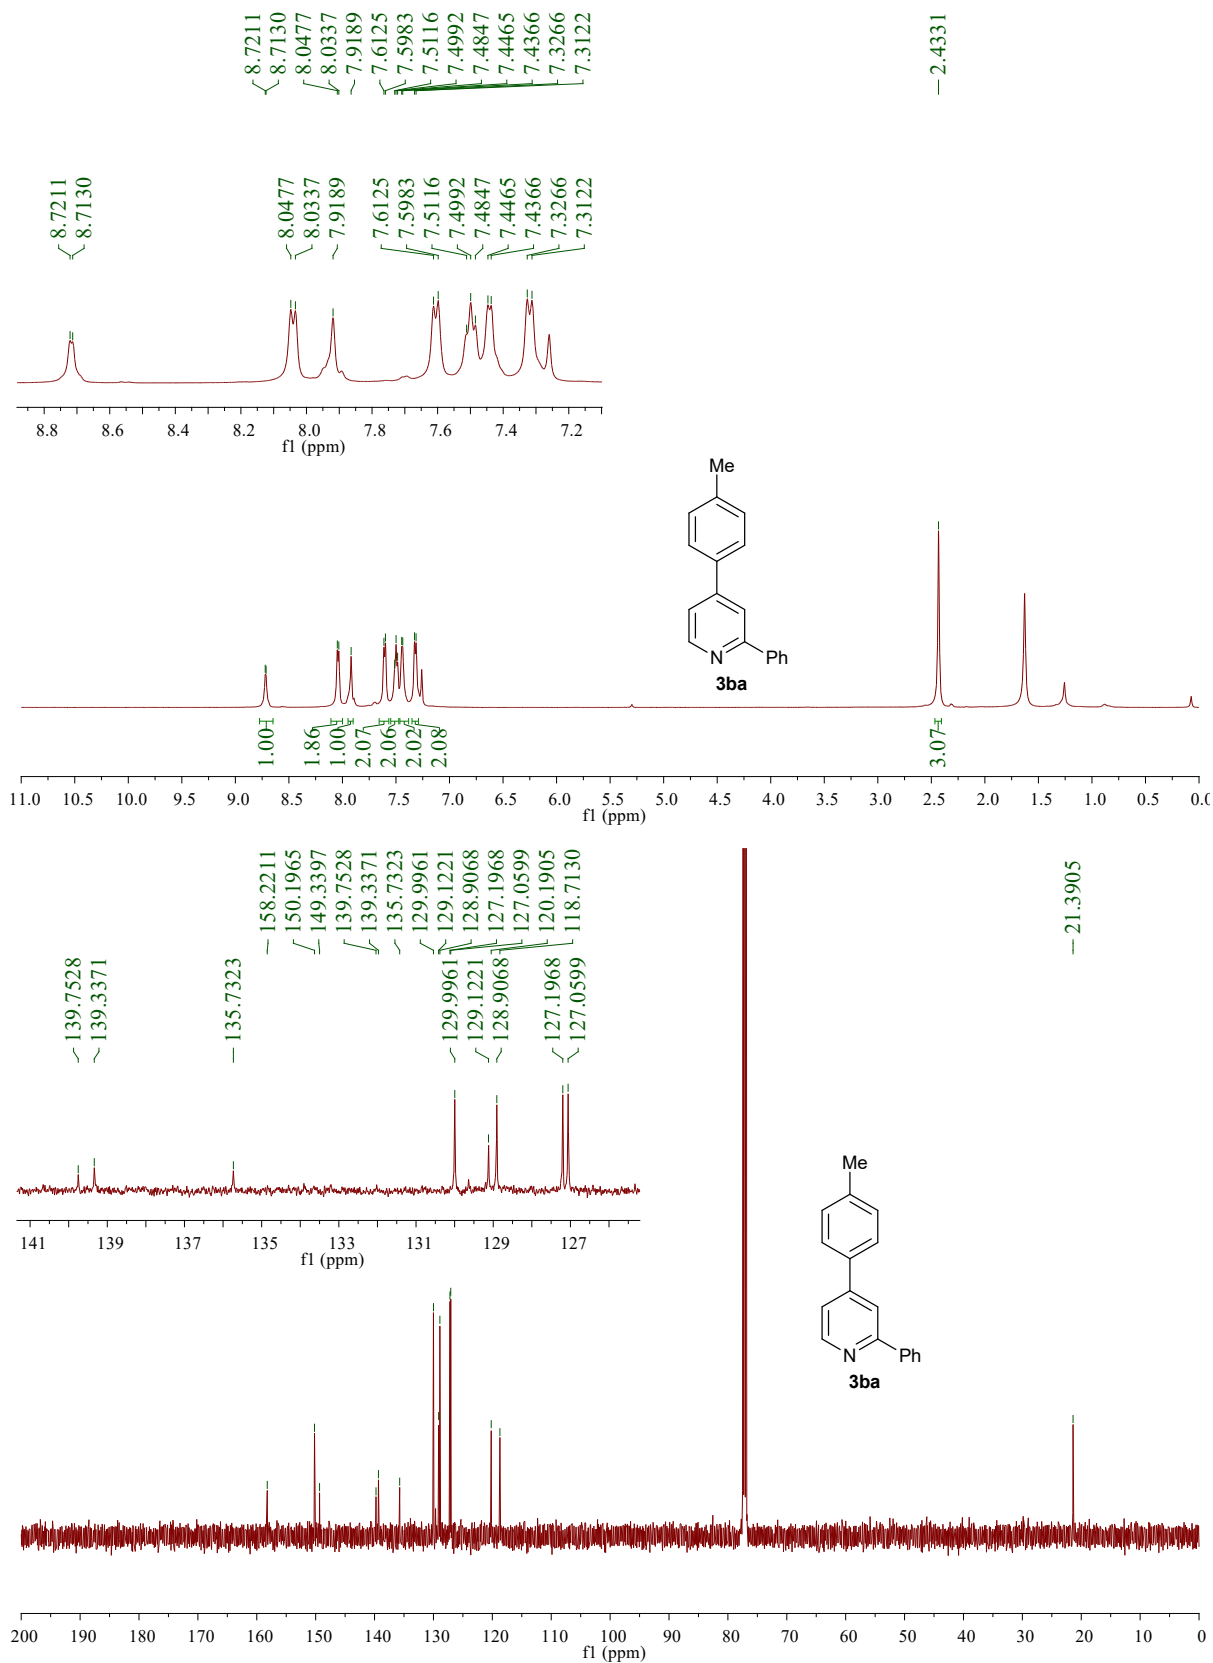 8.7211 8.7130 8.0477 8.0337 7.9189 7.6125 7.5983 7.5116 7.4992 7.4847 7.4465 7.4366 7.3266 7.3122 2.4331
8.7211 8.7130 8.0477 8.0337 7.9189 7.6125 7.5983 7.5116 7.4992 7.4847 7.4465 7.4366 7.3266 7.3122
8.8 8.6 8.4 8.2 8.0 7.8 7.6 7.4 7.2
f1 (ppm)
Me
N
Ph
3ba
1.00 1.86 1.00 2.07 2.06 2.02 2.08 3.07
11.0 10.5 10.0 9.5 9.0 8.5 8.0 7.5 7.0 6.5 6.0 5.5 5.0 4.5 4.0 3.5 3.0 2.5 2.0 1.5 1.0 0.5 0.0
f1 (ppm)
158.2211 150.1965 149.3397 139.7528 139.3371 135.7323 129.9961 129.1221 128.9068 127.1968 127.0599 120.1905 118.7130 21.3905
139.7528 139.3371 135.7323 129.9961 129.1221 128.9068 127.1968 127.0599
141 139 137 135 133 131 129 127
f1 (ppm)
Me
N
Ph
3ba
200 190 180 170 160 150 140 130 120 110 100 90 80 70 60 50 40 30 20 10 0
f1 (ppm)